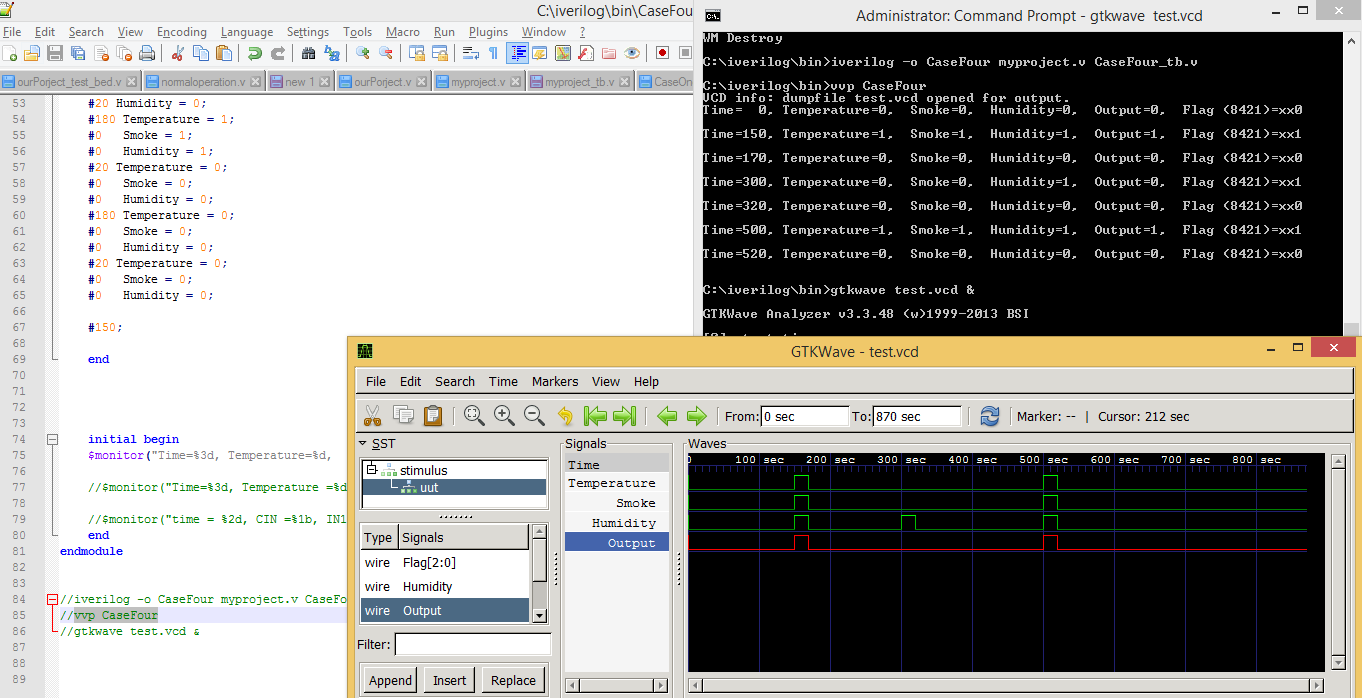 C:\iverilog\bin\CaseFou
File Edit Search View Encoding Language Settings Tools Macro Run Plugins Window ?
ourPorject_test_bed.v normaloperation.v new 1 ourPorject.v myproject.v myproject_tb.v CaseOn
53 #20 Humidity = 0;
54 #180 Temperature = 1;
55 #0 Smoke = 1;
56 #0 Humidity = 1;
57 #20 Temperature = 0;
58 #0 Smoke = 0;
59 #0 Humidity = 0;
60 #180 Temperature = 0;
61 #0 Smoke = 0;
62 #0 Humidity = 0;
63 #20 Temperature = 0;
64 #0 Smoke = 0;
65 #0 Humidity = 0;
66
67 #150;
68
69 end
70
71
72
73
74 initial begin
75 $monitor("Time=%3d, Temperature=%d,
76
77 //$monitor("Time=%3d, Temperature =%d
78
79 //$monitor("time = %2d, CIN =%1b, IN1
80 end
81 endmodule
82
83
84 //iverilog -o CaseFour myproject.v CaseFo
85 //vvp CaseFour
86 //gtkwave test.vcd &
87
88
89
Administrator: Command Prompt - gtkwave test.vcd
WM Destroy
C:\iverilog\bin>iverilog -o CaseFour myproject.v CaseFour_tb.v
C:\iverilog\bin>vvp CaseFour
VCD info: dumpfile test.vcd opened for output.
Time= 0, Temperature=0, Smoke=0, Humidity=0, Output=0, Flag (8421)=xx0
Time=150, Temperature=1, Smoke=1, Humidity=1, Output=1, Flag (8421)=xx1
Time=170, Temperature=0, Smoke=0, Humidity=0, Output=0, Flag (8421)=xx0
Time=300, Temperature=0, Smoke=0, Humidity=1, Output=0, Flag (8421)=xx1
Time=320, Temperature=0, Smoke=0, Humidity=0, Output=0, Flag (8421)=xx0
Time=500, Temperature=1, Smoke=1, Humidity=1, Output=1, Flag (8421)=xx1
Time=520, Temperature=0, Smoke=0, Humidity=0, Output=0, Flag (8421)=xx0
C:\iverilog\bin>gtkwave test.vcd &
GTKWave Analyzer v3.3.48 (w)1999-2013 BSI
GTKWave - test.vcd
File Edit Search Time Markers View Help
From: 0 sec To: 870 sec Marker: -- | Cursor: 212 sec
SST
stimulus
uut
Type Signals
wire Flag[2:0]
wire Humidity
wire Output
Filter:
Append Insert Replace
Signals
Time
Temperature
Smoke
Humidity
Output
Waves
0 100 sec 200 sec 300 sec 400 sec 500 sec 600 sec 700 sec 800 sec